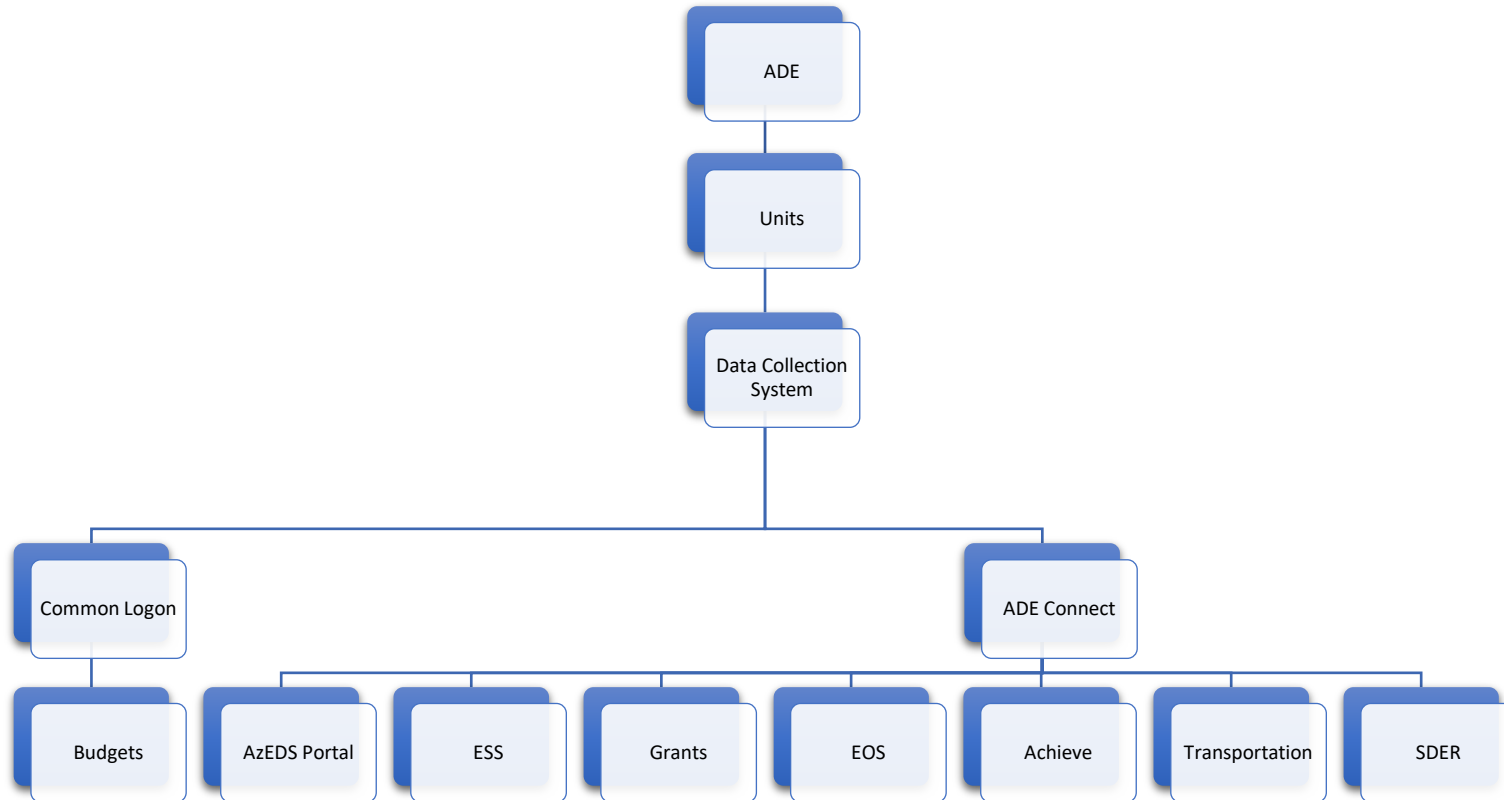 ADE
Units
Data Collection
System
Common Logon
ADE Connect
Budgets
AzEDS Portal
ESS
Grants
EOS
Achieve
Transportation
SDER